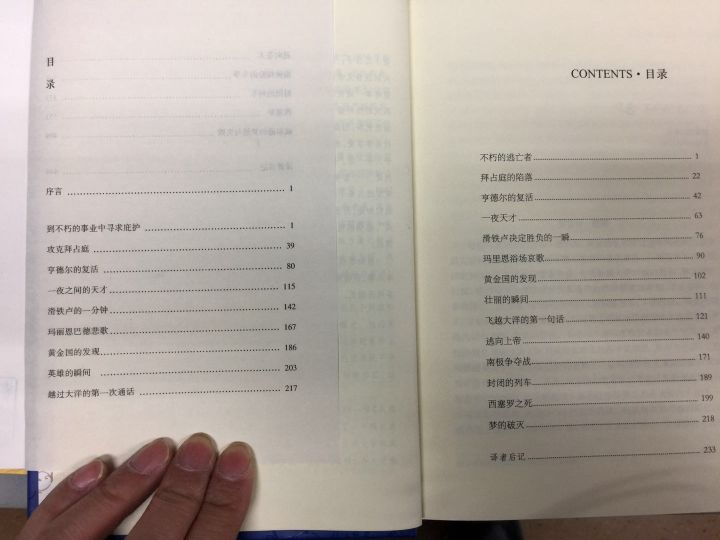 目
录
序言 1
到不朽的事业中寻求庇护 1
攻克拜占庭 39
亨德尔的复活 80
一夜之间的天才 115
滑铁卢的一分钟 142
玛丽恩巴德悲歌 167
黄金国的发现 186
英雄的瞬间 203
越过大洋的第一次通话 217
CONTENTS·目录
不朽的逃亡者 1
拜占庭的陷落 22
亨德尔的复活 42
一夜天才 63
滑铁卢决定胜负的一瞬 76
玛里恩浴场哀歌 90
黄金国的发现 102
壮丽的瞬间 111
飞越大洋的第一句话 121
逃向上帝 140
南极争夺战 171
封闭的列车 189
西塞罗之死 199
梦的破灭 218
译者后记 233